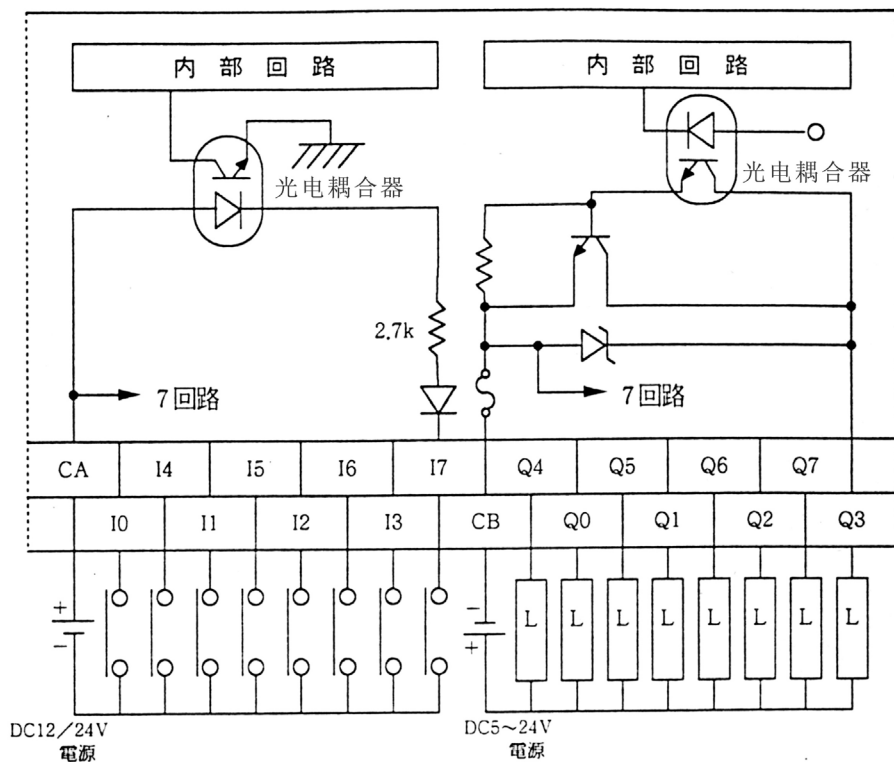 内部回路
内部回路
光电耦合器
光电耦合器
2.7k
7回路
7回路
CA I4 I5 I6 I7 Q4 Q5 Q6 Q7
I0 I1 I2 I3 CB Q0 Q1 Q2 Q3
+
-
-
+
L L L L L L L L
DC12/24V
電源
DC5~24V
電源